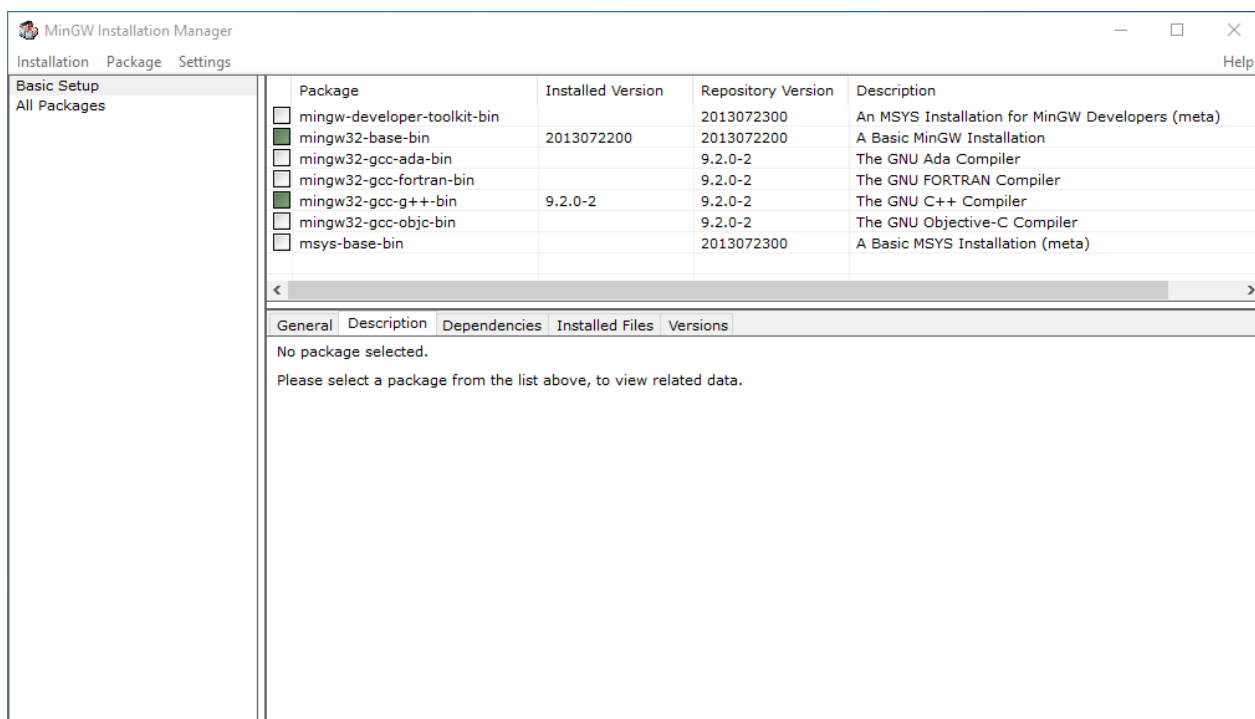 MinGW Installation Manager
Installation Package Settings Help
Basic Setup
All Packages
Package Installed Version Repository Version Description
mingw-developer-toolkit-bin 2013072300 An MSYS Installation for MinGW Developers (meta)
mingw32-base-bin 2013072200 2013072200 A Basic MinGW Installation
mingw32-gcc-ada-bin 9.2.0-2 The GNU Ada Compiler
mingw32-gcc-fortran-bin 9.2.0-2 The GNU FORTRAN Compiler
mingw32-gcc-g++-bin 9.2.0-2 9.2.0-2 The GNU C++ Compiler
mingw32-gcc-objc-bin 9.2.0-2 The GNU Objective-C Compiler
msys-base-bin 2013072300 A Basic MSYS Installation (meta)
General Description Dependencies Installed Files Versions
No package selected.
Please select a package from the list above, to view related data.